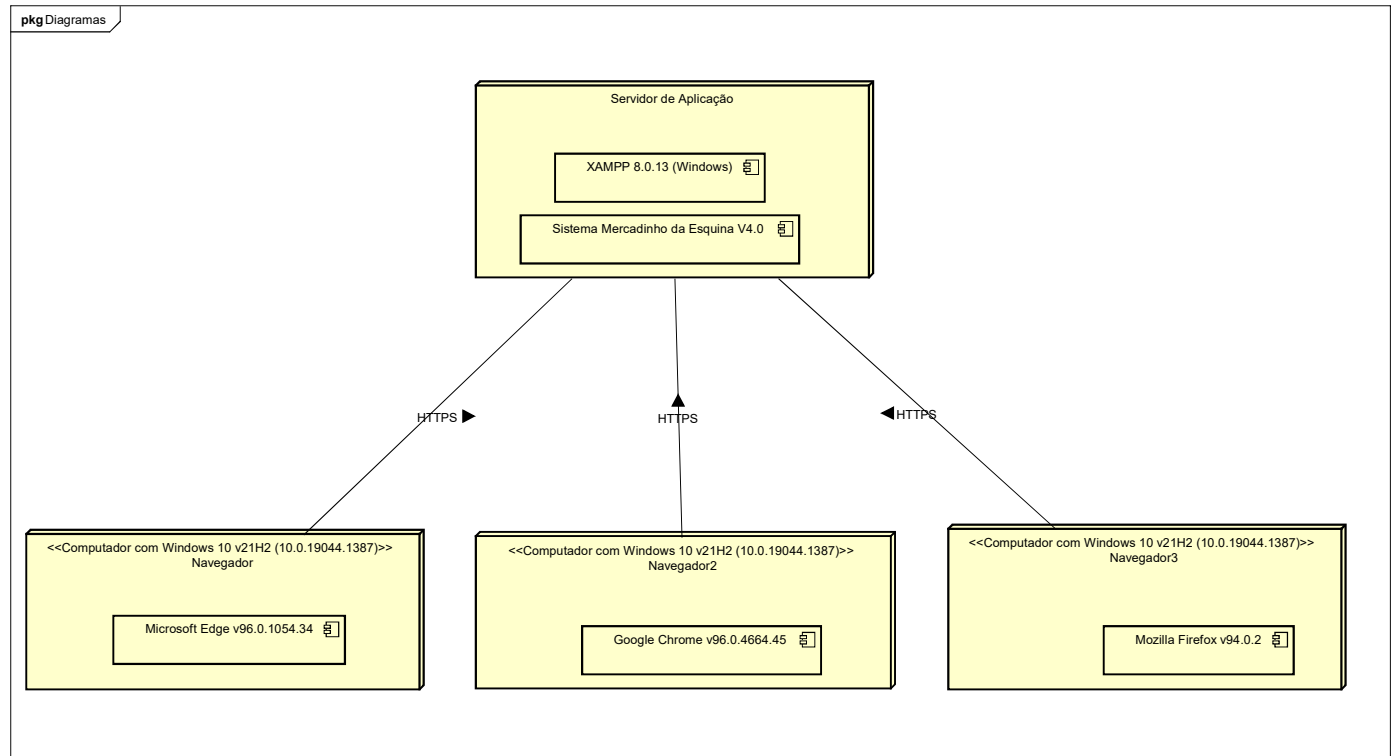 pkg Diagramas
Servidor de Aplicação
XAMPP 8.0.13 (Windows)
Sistema Mercadinho da Esquina V4.0
HTTPS
HTTPS
HTTPS
<<Computador com Windows 10 v21H2 (10.0.19044.1387)>>
Navegador
Microsoft Edge v96.0.1054.34
<<Computador com Windows 10 v21H2 (10.0.19044.1387)>>
Navegador2
Google Chrome v96.0.4664.45
<<Computador com Windows 10 v21H2 (10.0.19044.1387)>>
Navegador3
Mozilla Firefox v94.0.2